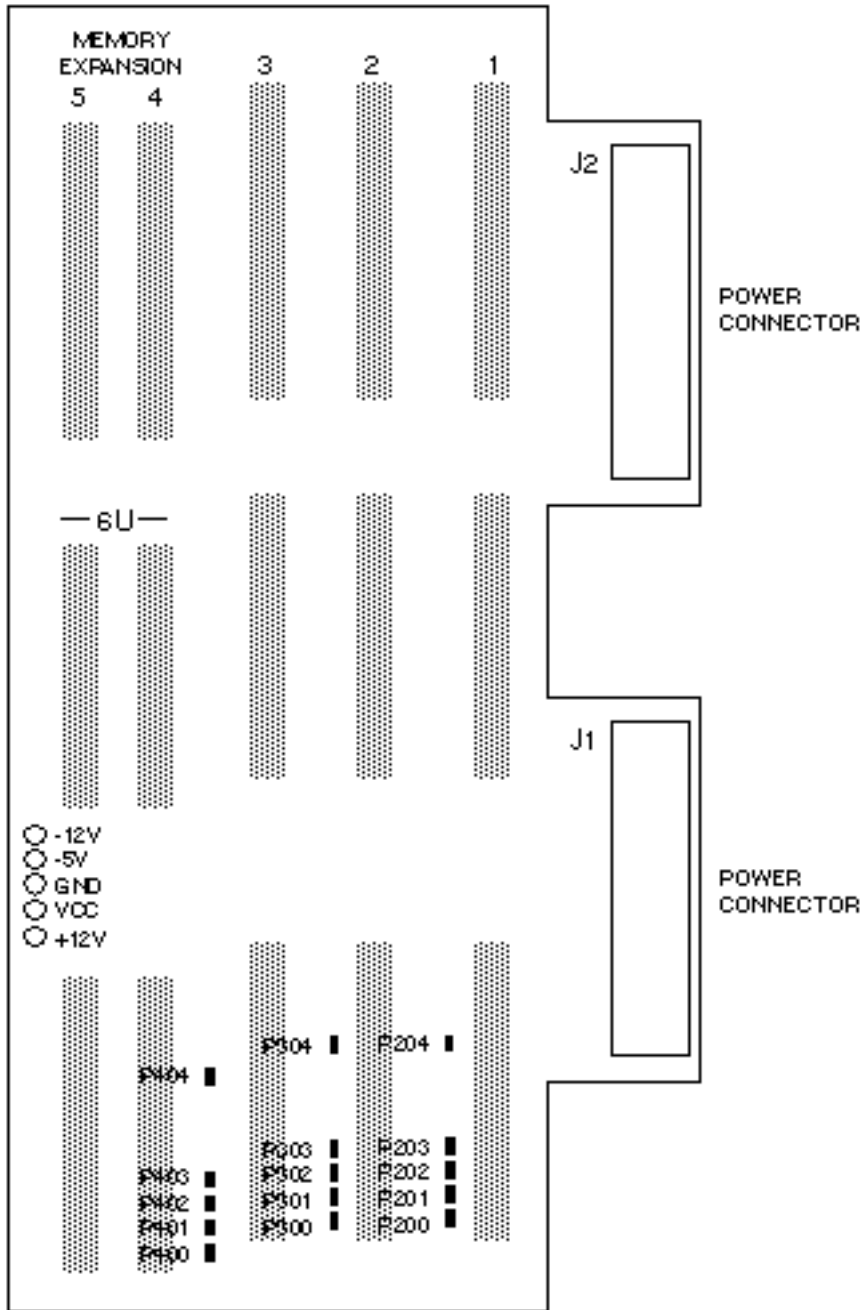 MEMORY
EXPANSION
5 4 3 2 1
J2
POWER
CONNECTOR
6U
J1
-12V
-5V
GND
VCC
+12V
POWER
CONNECTOR
P304 P204
P404
P303 P203
P403 P302 P202
P402 P301 P201
P401 P300 P200
P400